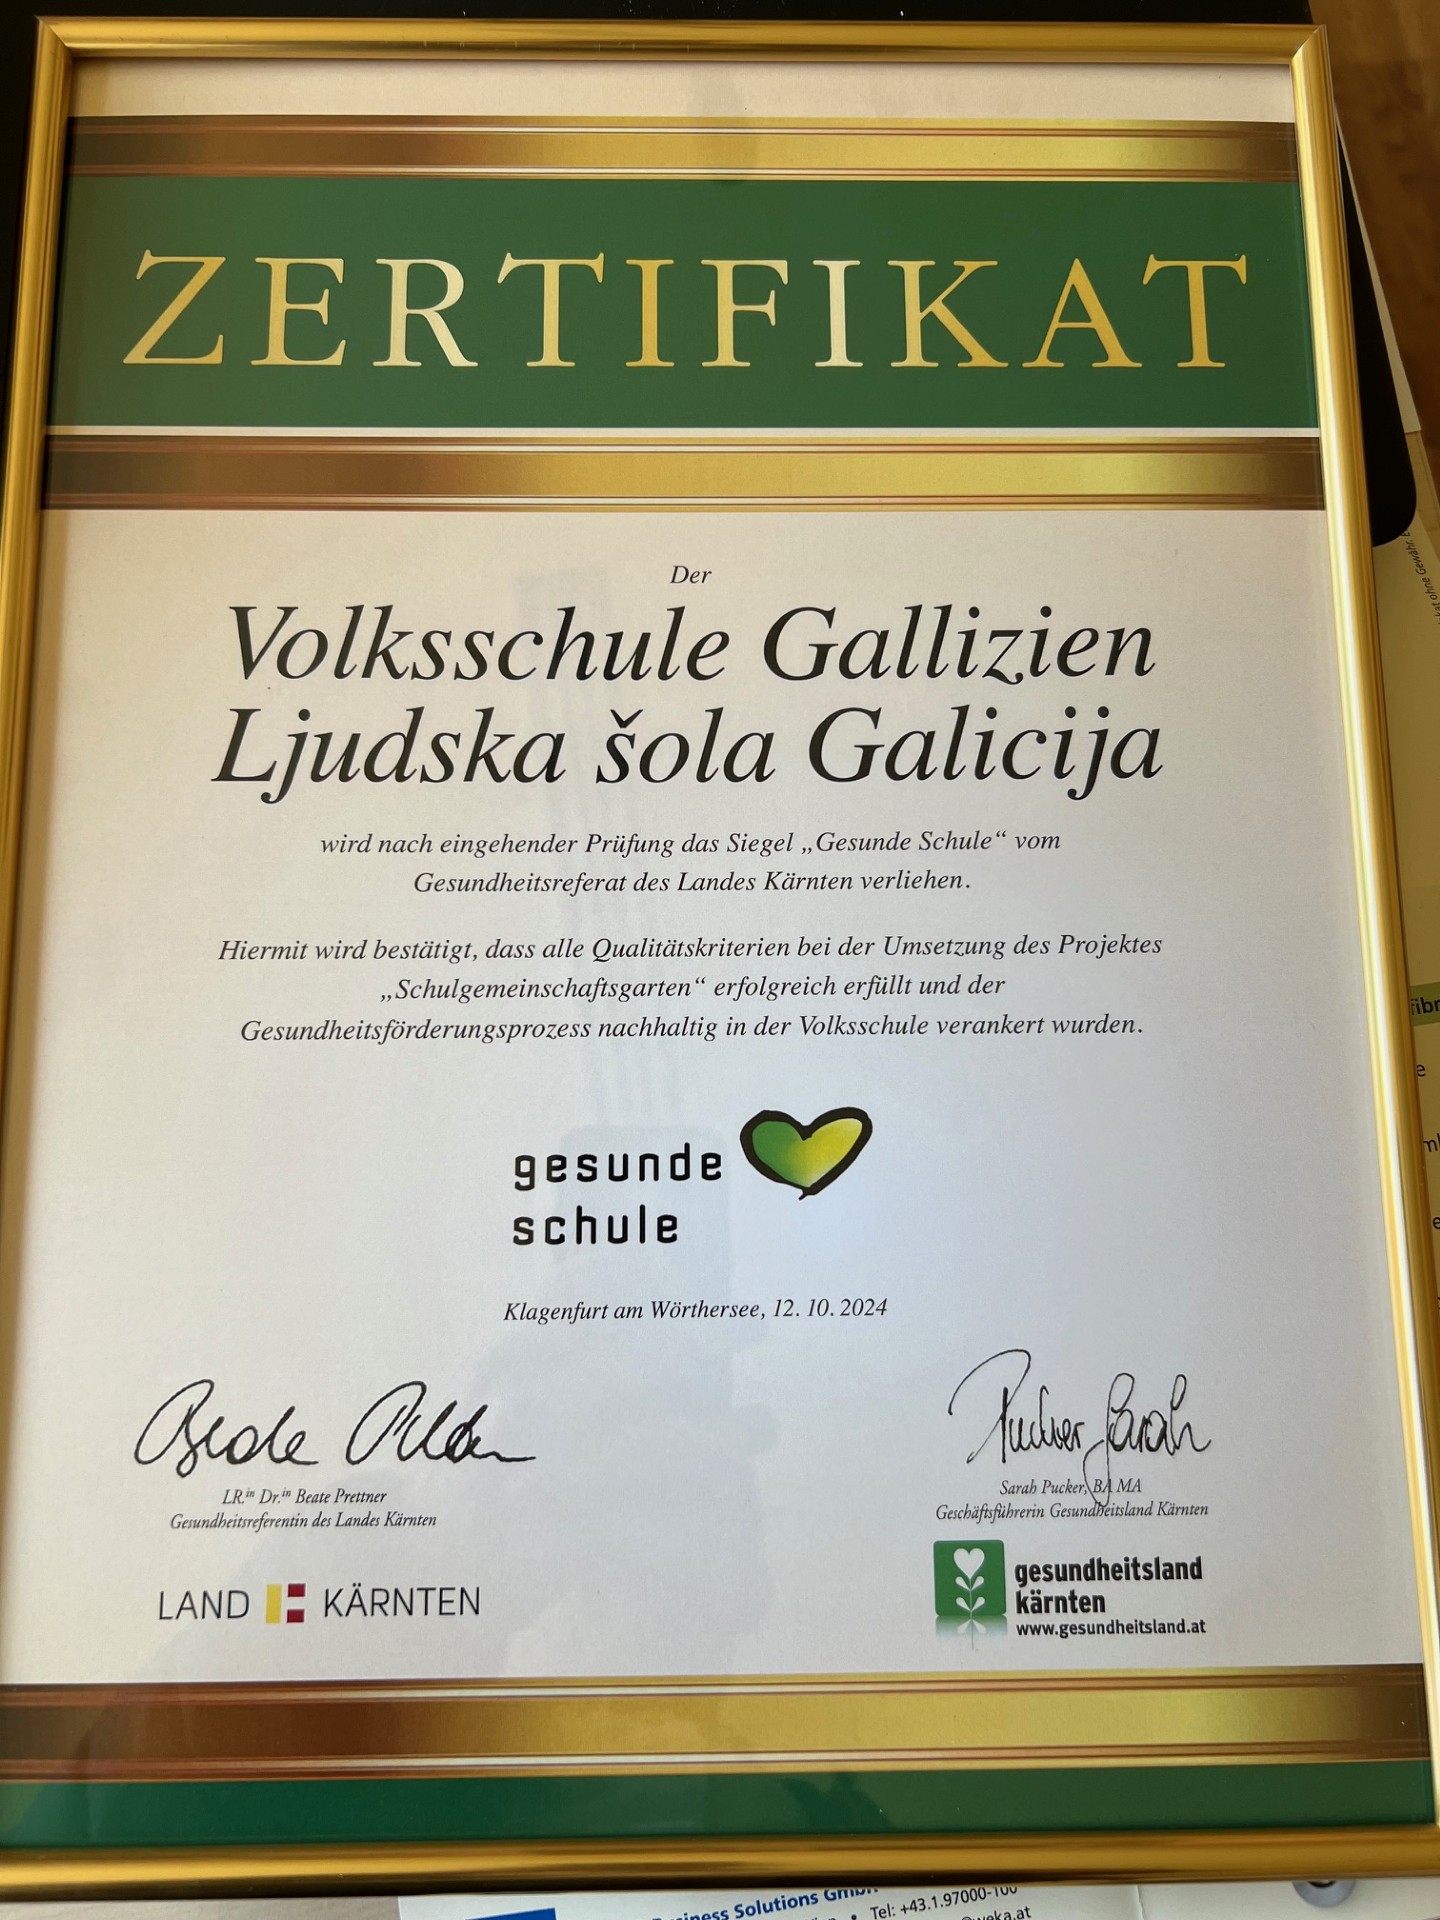 ZERTIFIKAT
Der
Volksschule Gallizien
Ljudska šola Galicija
wird nach eingehender Prüfung das Siegel „Gesunde Schule“ vom
Gesundheitsreferat des Landes Kärnten verliehen.
Hiermit wird bestätigt, dass alle Qualitätskriterien bei der Umsetzung des Projektes
„Schulgemeinschaftsgarten“ erfolgreich erfüllt und der
Gesundheitsförderungsprozess nachhaltig in der Volksschule verankert wurden.
gesunde
schule
Klagenfurt am Wörthersee, 12. 10. 2024
Pucker Sarah
LR.in Dr.in Beate Prettner
Gesundheitsreferentin des Landes Kärnten
Sarah Pucker, BA MA
Geschäftsführerin Gesundheitsland Kärnten
LAND KÄRNTEN
gesundheitsland
kärnten
www.gesundheitsland.at
ohne Gewähr.
Solutions
Tel: +43.1.97000-100